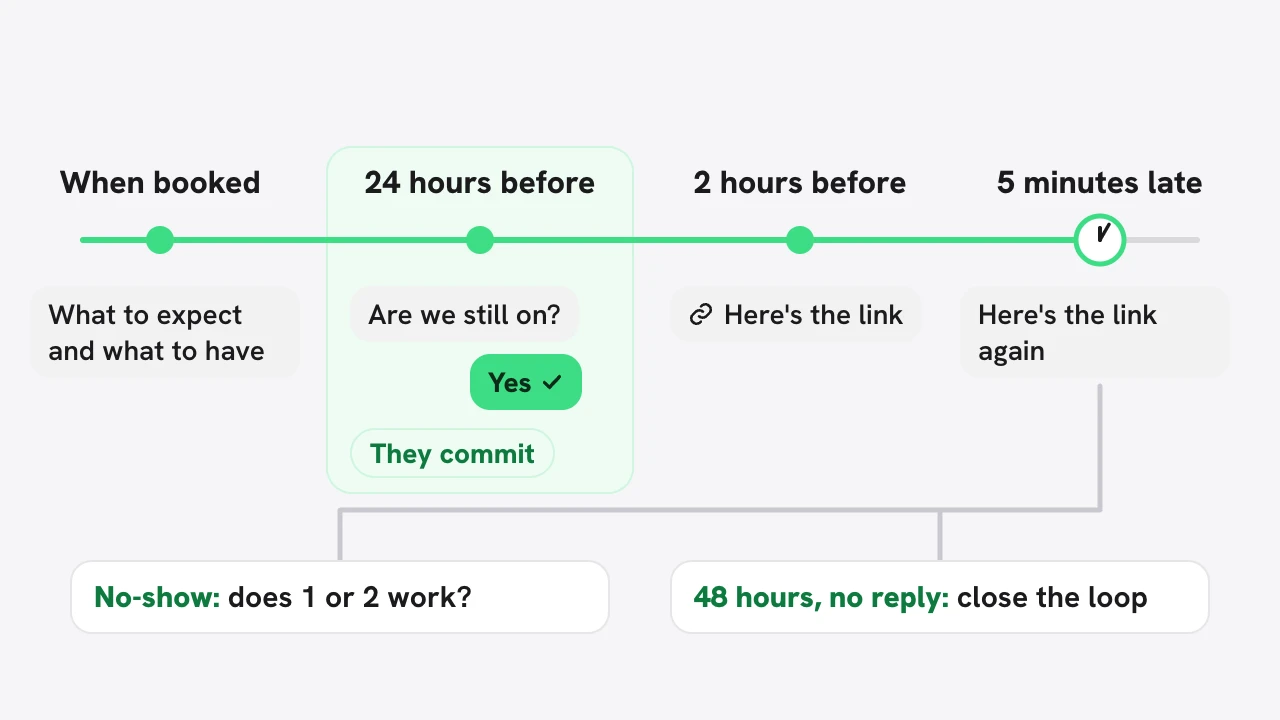 When booked
24 hours before
2 hours before
5 minutes late
What to expect
and what to have
Are we still on?
Yes
They commit
Here's the link
Here's the link
again
No-show: does 1 or 2 work?
48 hours, no reply: close the loop